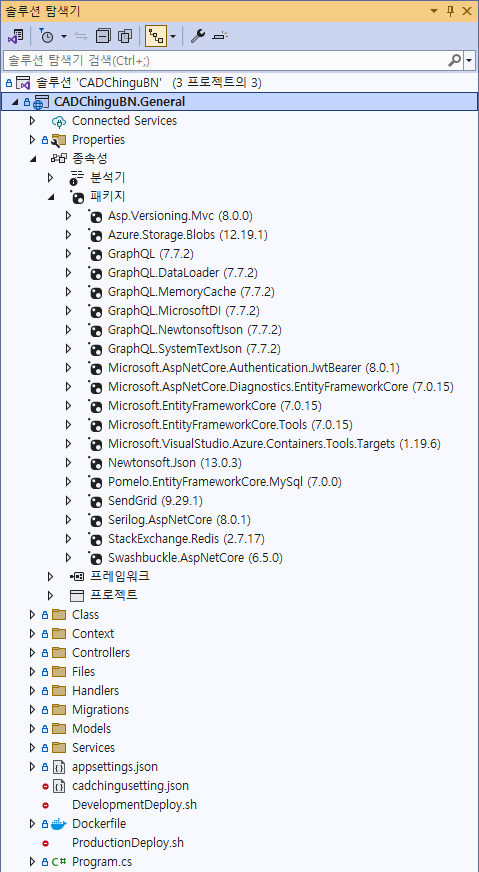 솔루션 탐색기
솔루션 탐색기 검색(Ctrl+;)
솔루션 'CADChinguBN' (3 프로젝트의 3)
CADChinguBN.General
Connected Services
Properties
종속성
분석기
패키지
Asp.Versioning.Mvc (8.0.0)
Azure.Storage.Blobs (12.19.1)
GraphQL (7.7.2)
GraphQL.DataLoader (7.7.2)
GraphQL.MemoryCache (7.7.2)
GraphQL.MicrosoftDI (7.7.2)
GraphQL.NewtonsoftJson (7.7.2)
GraphQL.SystemTextJson (7.7.2)
Microsoft.AspNetCore.Authentication.JwtBearer (8.0.1)
Microsoft.AspNetCore.Diagnostics.EntityFrameworkCore (7.0.15)
Microsoft.EntityFrameworkCore (7.0.15)
Microsoft.EntityFrameworkCore.Tools (7.0.15)
Microsoft.VisualStudio.Azure.Containers.Tools.Targets (1.19.6)
Newtonsoft.Json (13.0.3)
Pomelo.EntityFrameworkCore.MySql (7.0.0)
SendGrid (9.29.1)
Serilog.AspNetCore (8.0.1)
StackExchange.Redis (2.7.17)
Swashbuckle.AspNetCore (6.5.0)
프레임워크
프로젝트
Class
Context
Controllers
Files
Handlers
Migrations
Models
Services
appsettings.json
cadchingusetting.json
DevelopmentDeploy.sh
Dockerfile
ProductionDeploy.sh
C# Program.cs